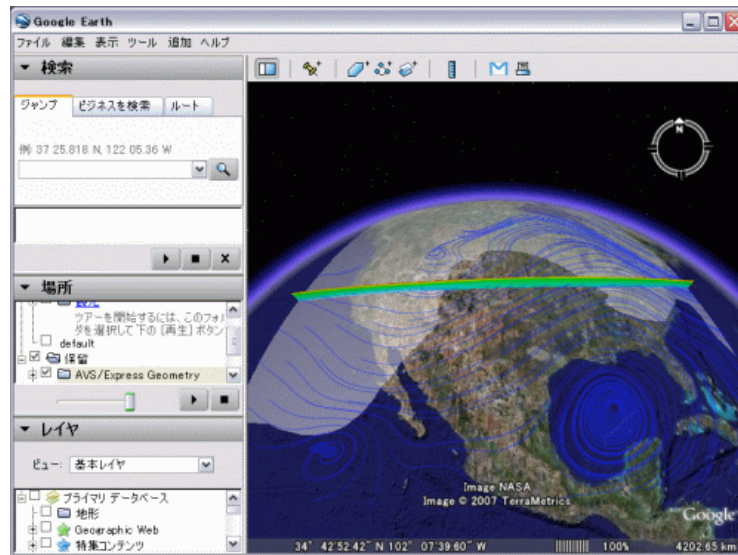 Google Earth
ファイル 編集 表示 ツール 追加 ヘルプ
検索
ジャンプ ビジネスを検索 ルート
例: 37 25.818 N, 122 05.36 W
場所
ツアーを開始するには、このフォル
ダを選択して下の [再生] ボタン
default
保留
AVS/Express Geometry
レイヤ
ビュー: 基本レイヤ
プライマリ データベース
地形
Geographic Web
特集コンテンツ
N
Image NASA
Image © 2007 TerraMetrics
Google
34° 42'52.42" N 102° 07'39.60" W 100% 4202.65 km